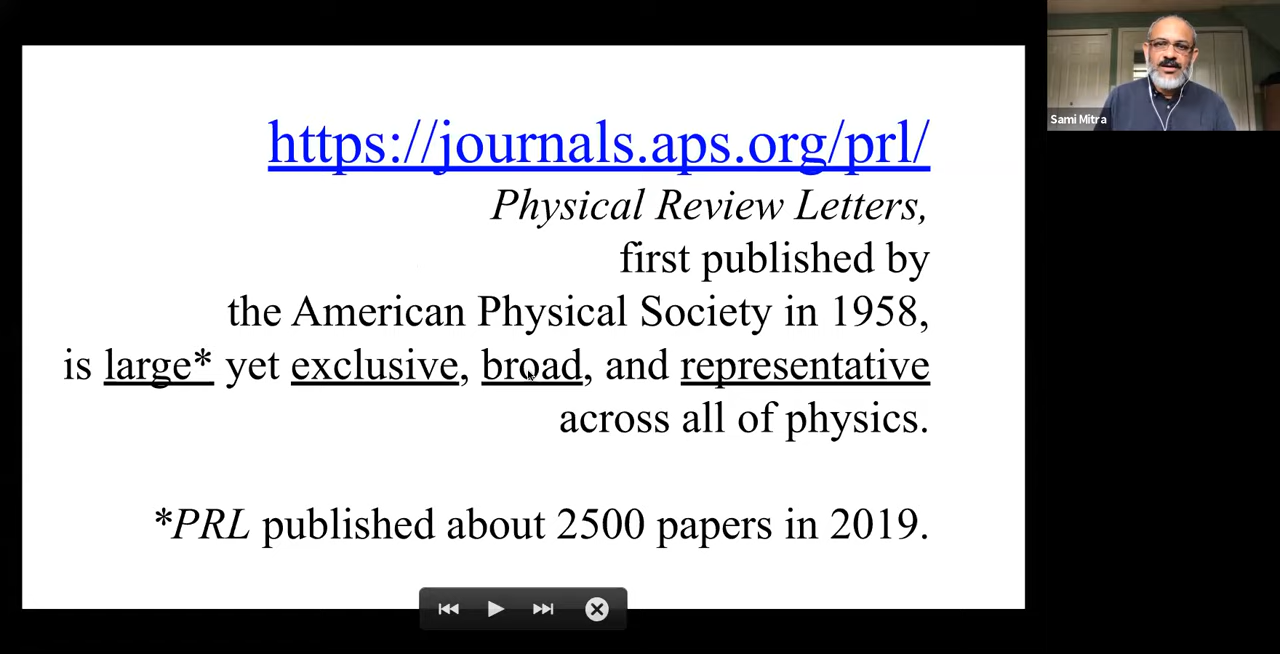 https://journals.aps.org/prl/
Physical Review Letters,
first published by
the American Physical Society in 1958,
is large* yet exclusive, broad, and representative
across all of physics.
*PRL published about 2500 papers in 2019.
Sami Mitra